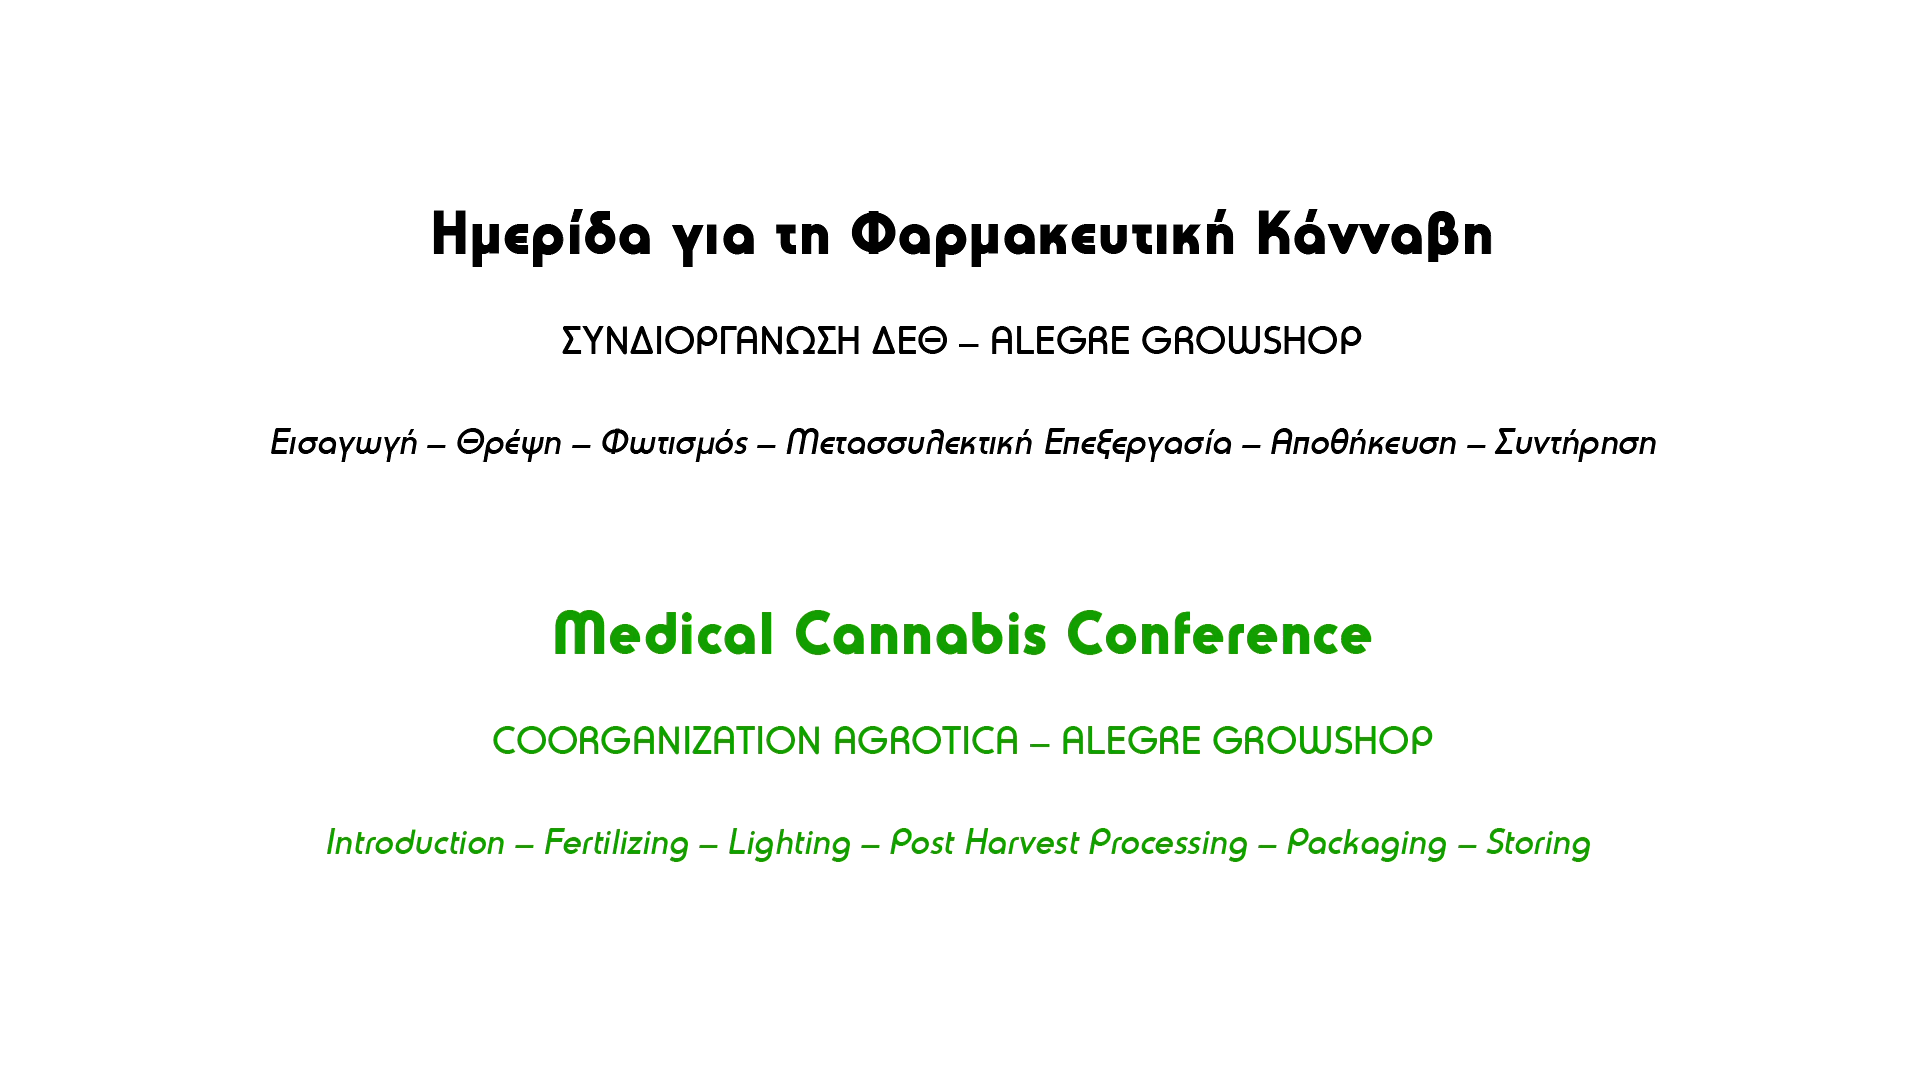 Ημερίδα για τη Φαρμακευτική Κάνναβη
ΣΥΝΔΙΟΡΓΑΝΩΣΗ ΔΕΘ – ALEGRE GROWSHOP
Εισαγωγή – Θρέψη – Φωτισμός – Μετασσυλεκτική Επεξεργασία – Αποθήκευση – Συντήρηση
Medical Cannabis Conference
COORGANIZATION AGROTICA – ALEGRE GROWSHOP
Introduction – Fertilizing – Lighting – Post Harvest Processing – Packaging – Storing